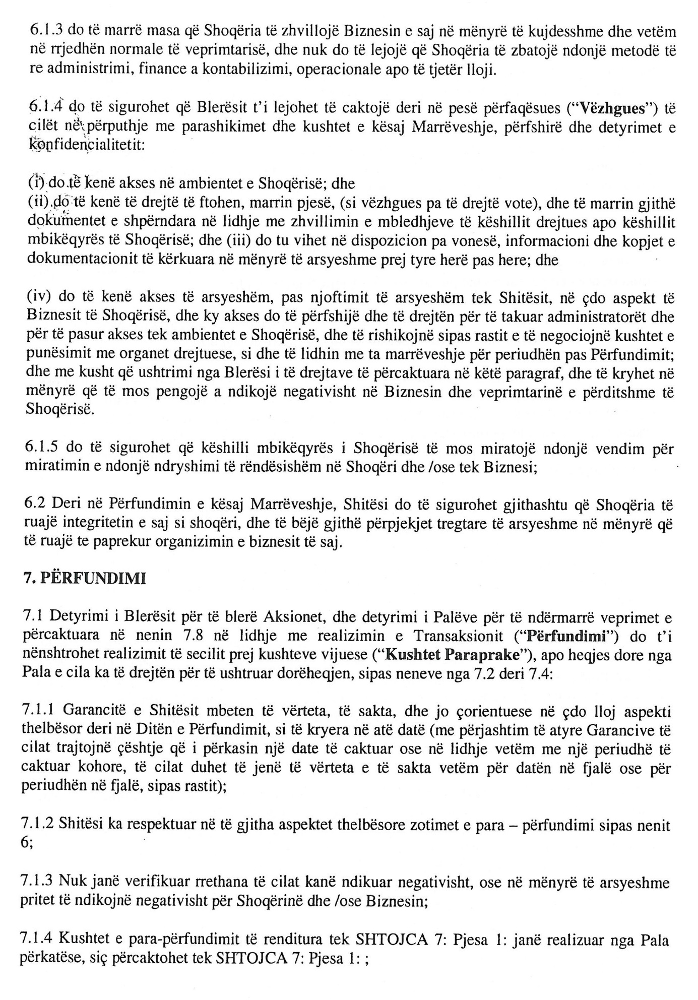 6.1.3 do të marrë masa që Shoqëria të zhvillojë Biznesin e saj në mënyrë të kujdesshme dhe vetëm
në rrjedhën normale të veprimtarisë, dhe nuk do të lejojë që Shoqëria të zbatojë ndonjë metodë të
re administrimi, finance a kontabilizimi, operacionale apo të tjetër lloji.
6.1.4 do të sigurohet që Blerësit t'i lejohet të caktojë deri në pesë përfaqësues (“Vëzhgues”) të
cilët në përputhje me parashikimet dhe kushtet e kësaj Marrëveshje, përfshirë dhe detyrimet e
konfidencialitetit:
(i) do të kenë akses në ambientet e Shoqërisë; dhe
(ii) do të kenë të drejtë të ftohen, marrin pjesë, (si vëzhgues pa të drejtë vote), dhe të marrin gjithë
dokumentet e shpërndara në lidhje me zhvillimin e mbledhjeve të këshillit drejtues apo këshillit
mbikëqyrës të Shoqërisë; dhe (iii) do tu vihet në dispozicion pa vonesë, informacioni dhe kopjet e
dokumentacionit të kërkuara në mënyrë të arsyeshme prej tyre herë pas here; dhe
(iv) do të kenë akses të arsyeshëm, pas njoftimit të arsyeshëm tek Shitësit, në çdo aspekt të
Biznesit të Shoqërisë, dhe ky akses do të përfshijë dhe të drejtën për të takuar administratorët dhe
për të pasur akses tek ambientet e Shoqërisë, dhe të rishikojnë sipas rastit e të negociojnë kushtet e
punësimit me organet drejtuese, si dhe të lidhin me ta marrëveshje për periudhën pas Përfundimit;
dhe me kusht që ushtrimi nga Blerësi i të drejtave të përcaktuara në këtë paragraf, dhe të kryhet në
mënyrë që të mos pengojë a ndikojë negativisht në Biznesin dhe veprimtarinë e përditshme të
Shoqërisë.
6.1.5 do të sigurohet që këshilli mbikëqyrës i Shoqërisë të mos miratojë ndonjë vendim për
miratimin e ndonjë ndryshimi të rëndësishëm në Shoqëri dhe /ose tek Biznesi;
6.2 Deri në Përfundimin e kësaj Marrëveshje, Shitësi do të sigurohet gjithashtu që Shoqëria të
ruajë integritetin e saj si shoqëri, dhe të bëjë gjithë përpjekjet tregtare të arsyeshme në mënyrë që
të ruajë te paprekur organizimin e biznesit të saj.
7. PËRFUNDIMI
7.1 Detyrimi i Blerësit për të blerë Aksionet, dhe detyrimi i Palëve për të ndërmarrë veprimet e
përcaktuara në nenin 7.8 në lidhje me realizimin e Transaksionit (“Përfundimi”) do t'i
nënshtrohet realizimit të secilit prej kushteve vijuese (“Kushtet Paraprake”), apo heqjes dore nga
Pala e cila ka të drejtën për të ushtruar dorëheqjen, sipas neneve nga 7.2 deri 7.4:
7.1.1 Garancitë e Shitësit mbeten të vërteta, të sakta, dhe jo çorientuese në çdo lloj aspekti
thelbësor deri në Ditën e Përfundimit, si të kryera në atë datë (me përjashtim të atyre Garancive të
cilat trajtojnë çështje që i përkasin një date të caktuar ose në lidhje vetëm me një periudhë të
caktuar kohore, të cilat duhet të jenë të vërteta e të sakta vetëm për datën në fjalë ose për
periudhën në fjalë, sipas rastit);
7.1.2 Shitësi ka respektuar në të gjitha aspektet thelbësore zotimet e para – përfundimi sipas nenit
6;
7.1.3 Nuk janë verifikuar rrethana të cilat kanë ndikuar negativisht, ose në mënyrë të arsyeshme
pritet të ndikojnë negativisht për Shoqërinë dhe /ose Biznesin;
7.1.4 Kushtet e para-përfundimit të renditura tek SHTOJCA 7: Pjesa 1: janë realizuar nga Pala
përkatëse, siç përcaktohet tek SHTOJCA 7: Pjesa 1: ;